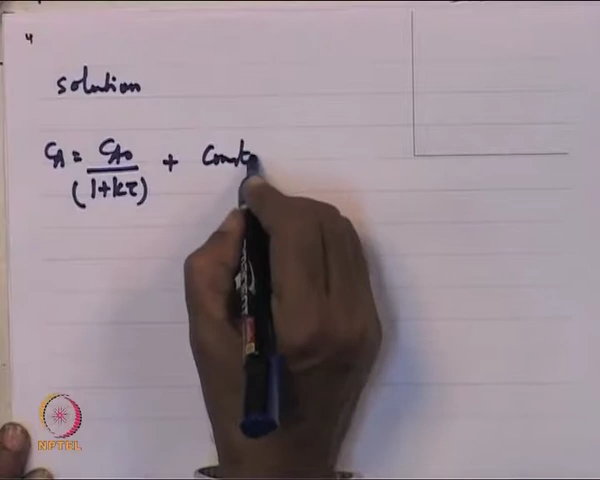 4
solution
CA = CA0 / (1+kτ) + Const
NPTEL